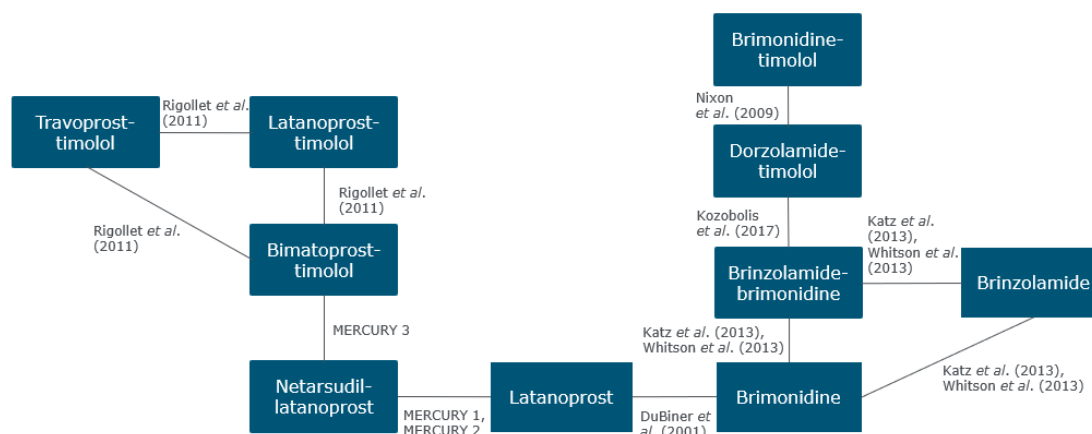 Brimonidine-
timolol
Nixon
et al. (2009)
Travoprost-
timolol
Rigollet et al.
(2011)
Latanoprost-
timolol
Dorzolamide-
timolol
Rigollet et al.
(2011)
Rigollet et al.
(2011)
Kozobolis
et al. (2017)
Katz et al.
(2013),
Whitson et al.
(2013)
Bimatoprost-
timolol
Brinzolamide-
brimonidine
Brinzolamide
MERCURY 3
Katz et al. (2013),
Whitson et al. (2013)
Katz et al. (2013),
Whitson et al. (2013)
Netarsudil-
latanoprost
MERCURY 1,
MERCURY 2
Latanoprost
DuBiner et
al. (2001)
Brimonidine